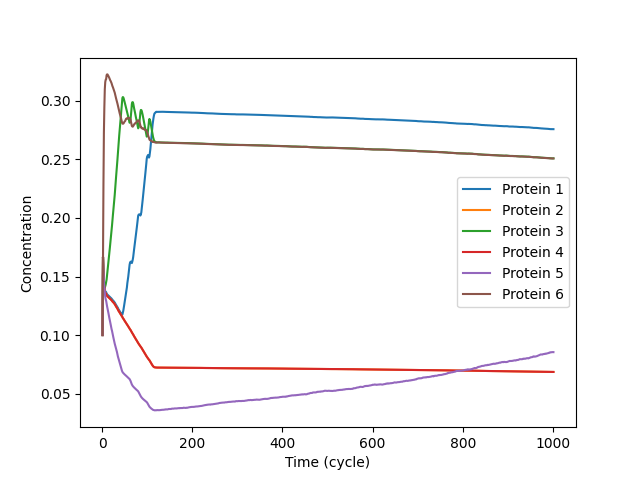 0.30
0.25
0.20
0.15
0.10
0.05
Concentration
0
200
400
600
800
1000
Time (cycle)
Protein 1
Protein 2
Protein 3
Protein 4
Protein 5
Protein 6